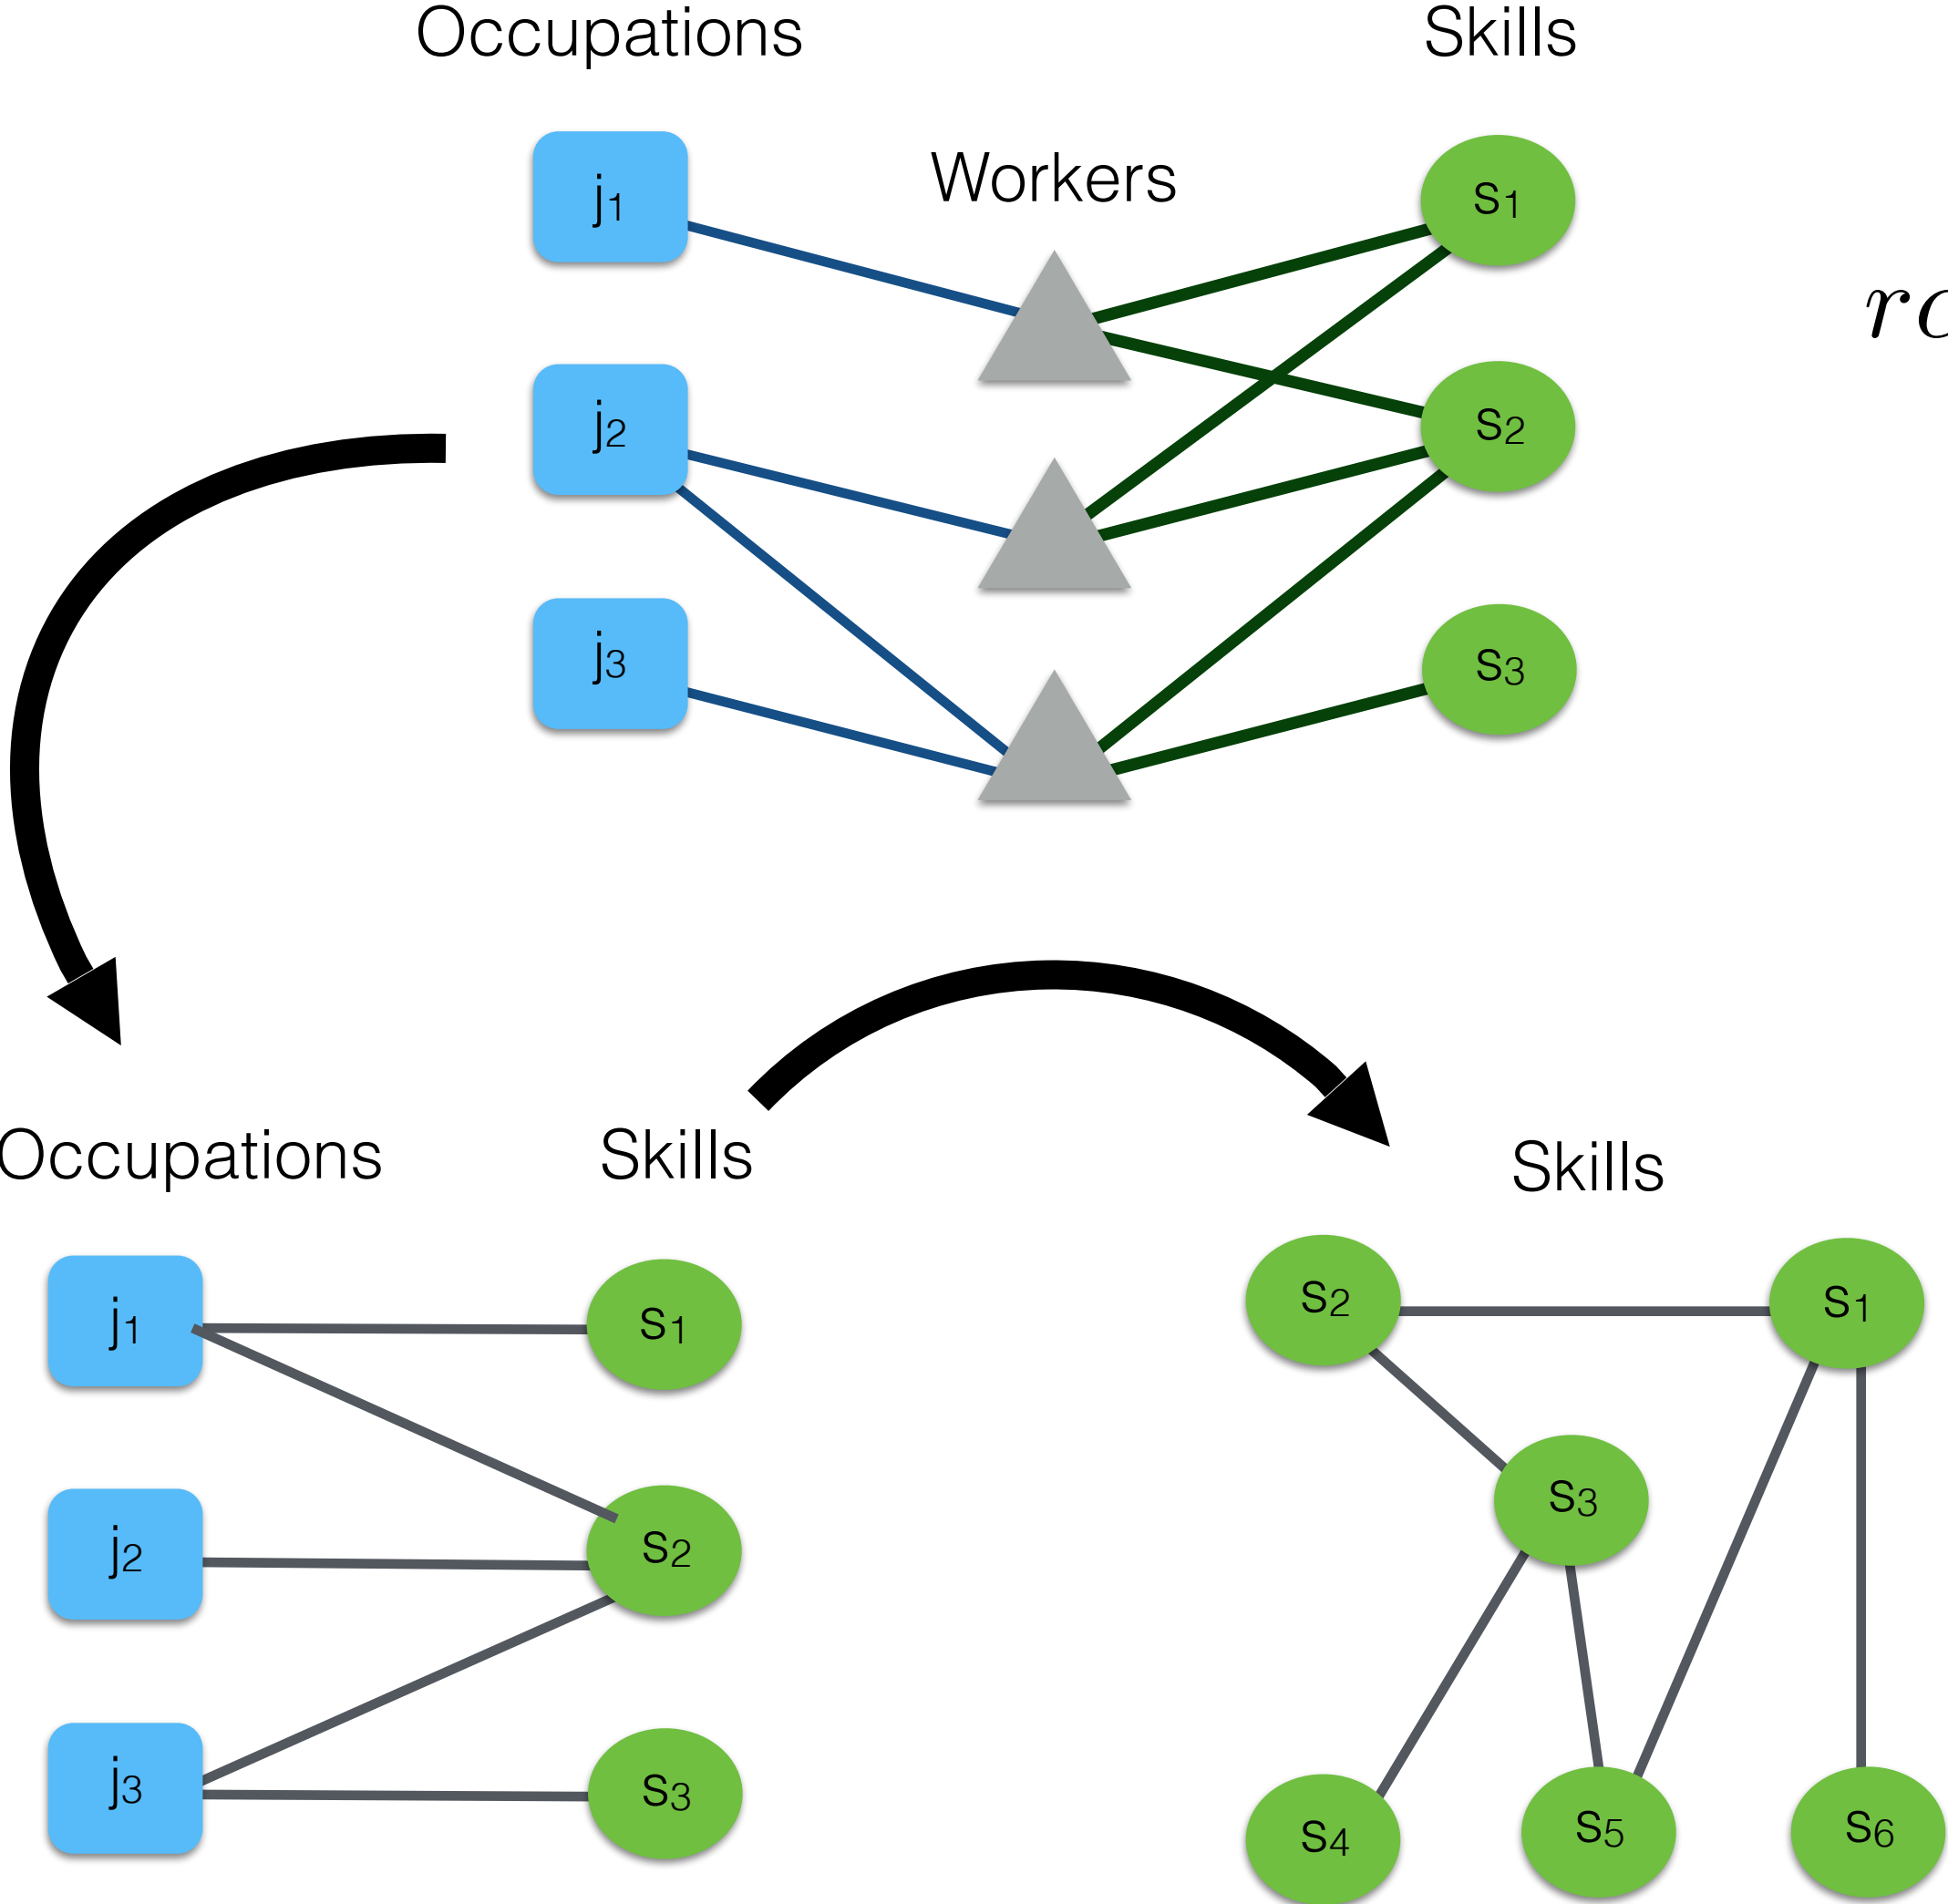 Occupations Skills
Workers
j1 s1
j2 s2
j3 s3
Occupations Skills
j1 s1
j2 s2
j3 s3
Skills
s2 s1
s3
s4 s5 s6